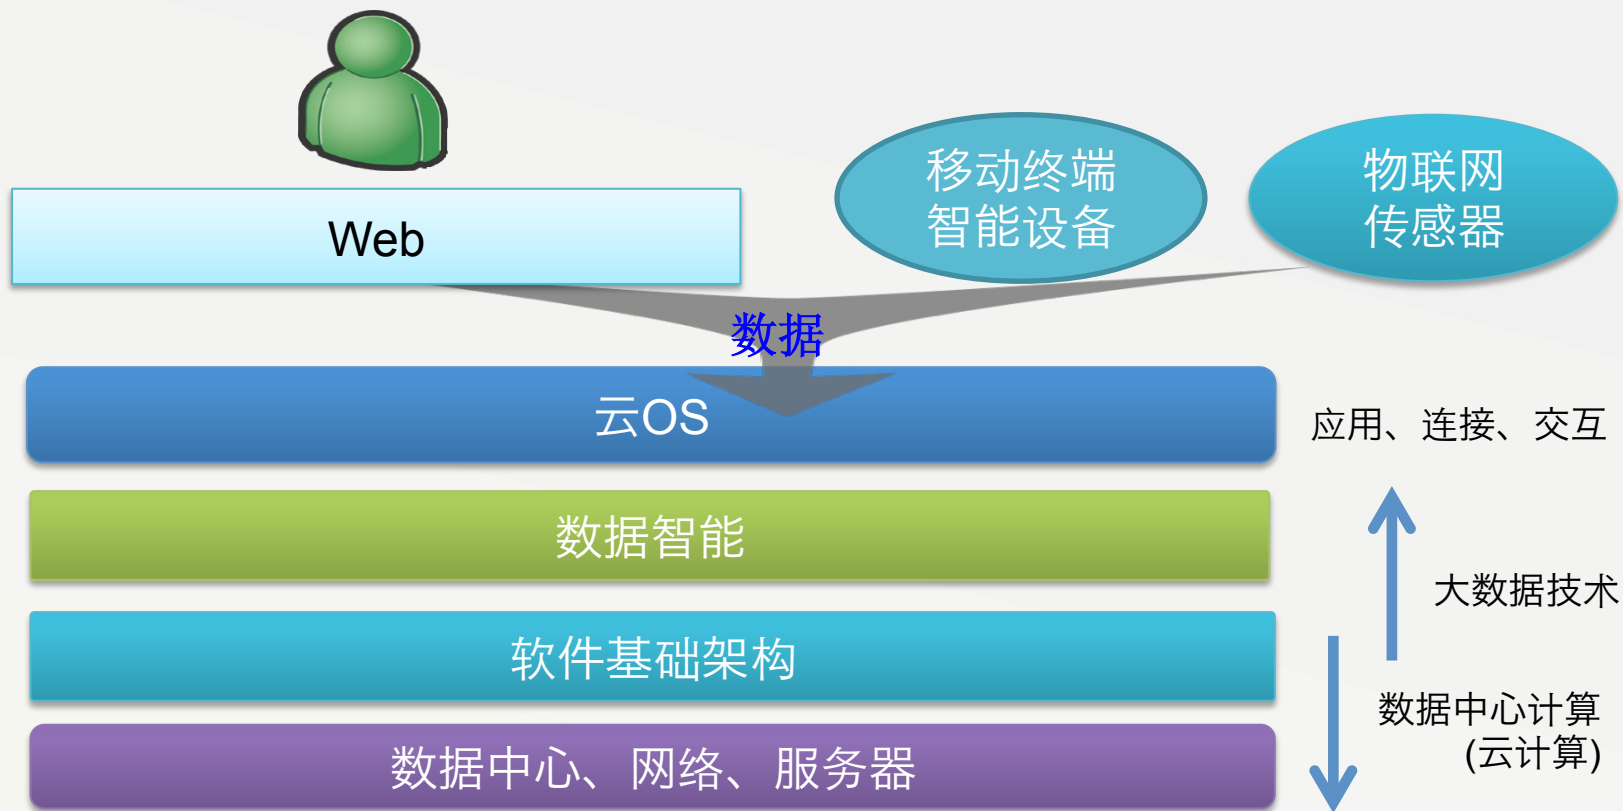 Web
移动终端
智能设备
物联网
传感器
数据
云OS
应用、连接、交互
数据智能
大数据技术
软件基础架构
数据中心计算
(云计算)
数据中心、网络、服务器